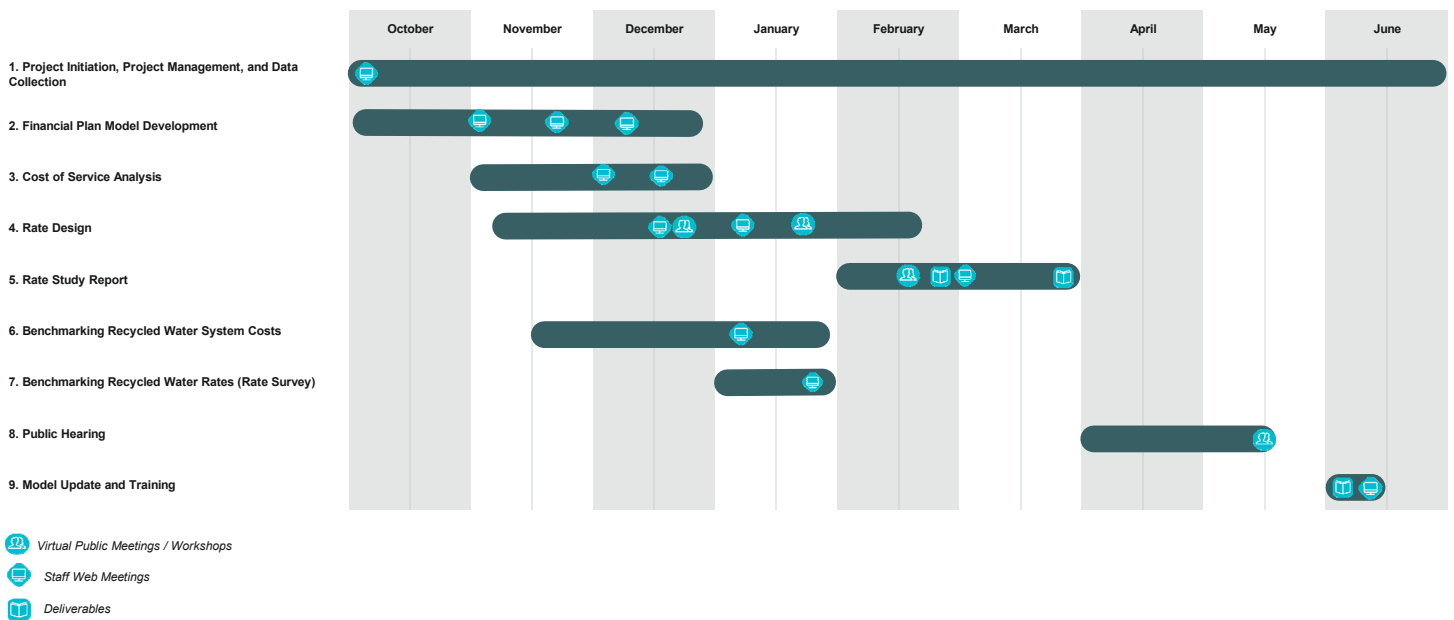 October November December January February March April May June
1. Project Initiation, Project Management, and Data
Collection
2. Financial Plan Model Development
3. Cost of Service Analysis
4. Rate Design
5. Rate Study Report
6. Benchmarking Recycled Water System Costs
7. Benchmarking Recycled Water Rates (Rate Survey)
8. Public Hearing
9. Model Update and Training
Virtual Public Meetings / Workshops
Staff Web Meetings
Deliverables